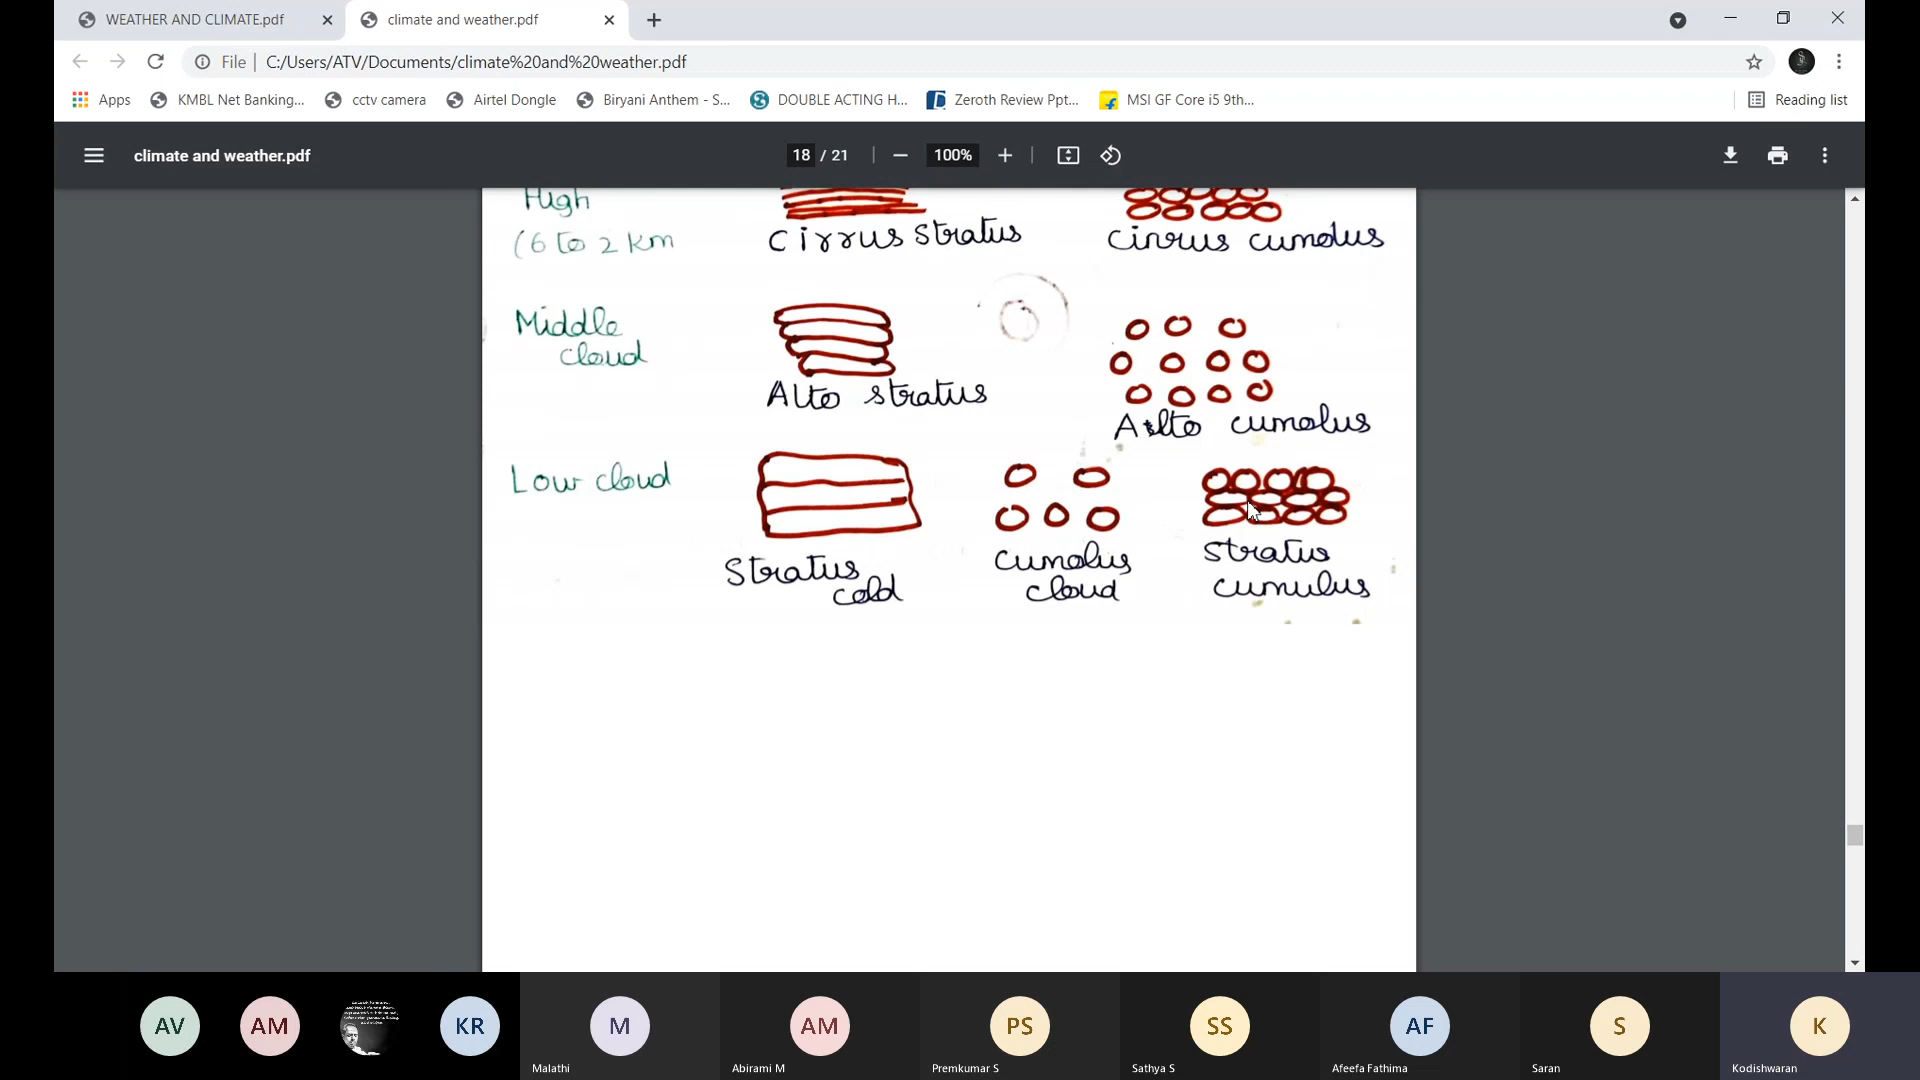 WEATHER AND CLIMATE.pdf
climate and weather.pdf
File
C:/Users/ATV/Documents/climate%20and%20weather.pdf
Apps
KMBL Net Banking...
cctv camera
Airtel Dongle
Biryani Anthem - S...
DOUBLE ACTING H...
Zeroth Review Ppt...
MSI GF Core i5 9th...
Reading list
climate and weather.pdf
18 / 21
100%
High
(6 to 2 km
Cirrus Stratus
Cirrus cumolus
Middle
cloud
Alto stratus
Alto cumolus
Low cloud
Stratus
cold
Cumolus
cloud
Stratus
cumulus
AV
AM
KR
M
Malathi
AM
Abirami M
PS
Premkumar S
SS
Sathya S
AF
Afeefa Fathima
S
Saran
K
Kodishwaran